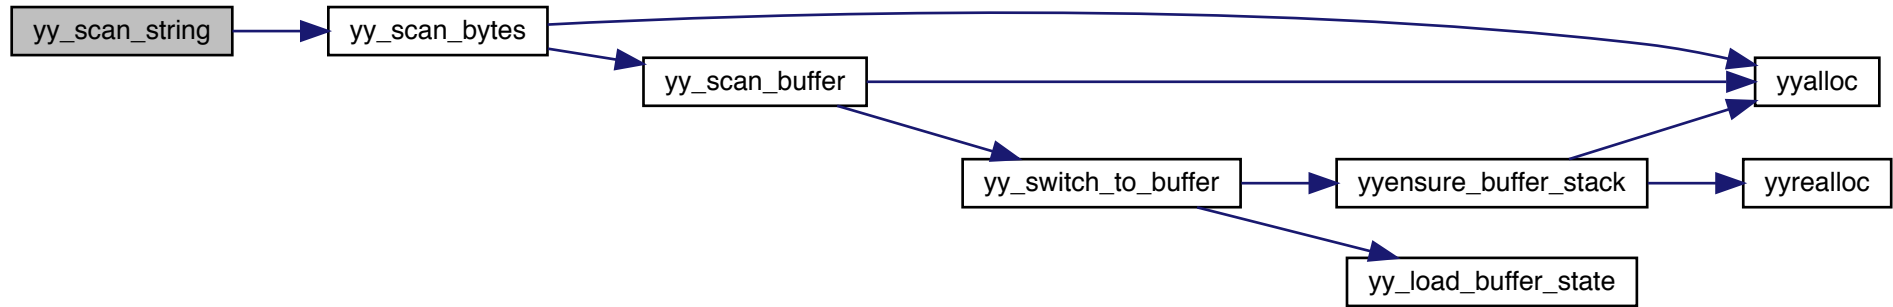 yy_scan_string
yy_scan_bytes
yy_scan_buffer
yyalloc
yy_switch_to_buffer
yyensure_buffer_stack
yyrealloc
yy_load_buffer_state